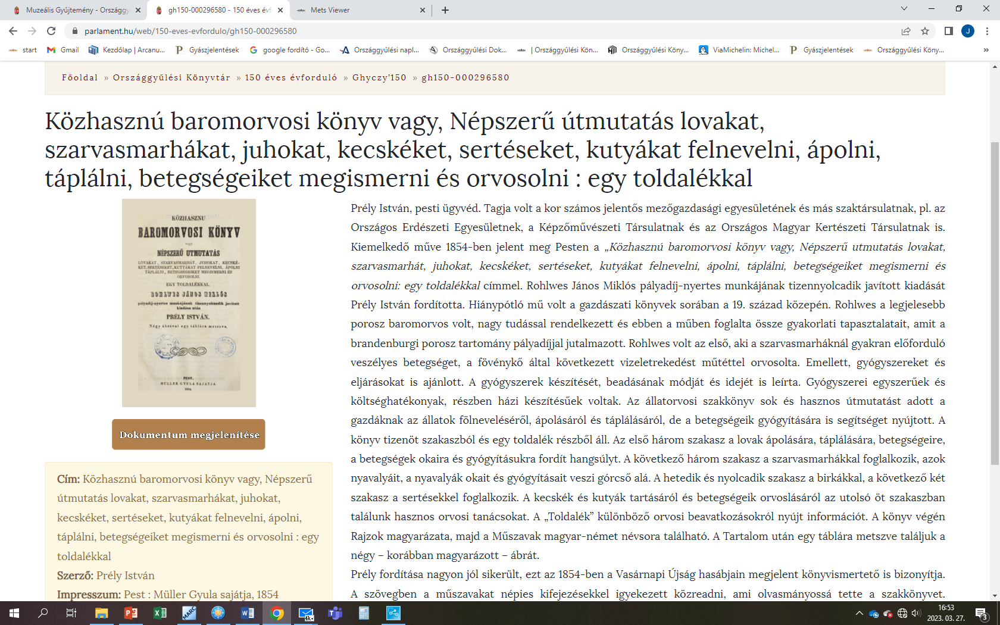 Muzeális Gyűjtemény - Országgy
gh150-000296580 - 150 éves évf
Mets Viewer
parlament.hu/web/150-eves-evfordulo/gh150-000296580
J
start
Gmail
Kezdőlap | Arcanu...
Gyászjelentések
google fordító - Go...
Országgyűlési napl...
Országgyűlési Dok...
| Országgyűlési Kön...
Országgyűlési Köny...
ViaMichelin: Michel...
Gyászjelentések
Országgyűlési Köny...
Főoldal » Országgyűlési Könyvtár » 150 éves évforduló » Ghyczy’150 » gh150-000296580
Közhasznú baromorvosi könyv vagy, Népszerű útmutatás lovakat,
szarvasmarhákat, juhokat, kecskéket, sertéseket, kutyákat felnevelni, ápolni,
táplálni, betegségeiket megismerni és orvosolni : egy toldalékkal
KÖZHASZNU
BAROMORVOSI KÖNYV
vagy
NÉPSZERŰ UTMUTATÁS
LOVAKAT, SZARVASMARHÁT, JUHOKAT, KECSKÉ-
KET, SERTÉSEKET, KUTYÁKAT FELNEVELNI, ÁPOLNI
TÁPLÁLNI, BETEGSÉGEIKET MEGISMERNI ÉS
ORVOSOLNI.
EGY TOLDALÉKKAL.
ROHLWES JÁNOS MIKLÓS
pályadíj-nyertes munkájának tizennyolcadik javított
kiadása után
PRÉLY ISTVÁN.
Négy ábrával egy táblára metszve.
PEST,
MÜLLER GYULA SAJÁTJA
1854.
Dokumentum megjelenítése
Cím: Közhasznú baromorvosi könyv vagy, Népszerű
útmutatás lovakat, szarvasmarhákat, juhokat,
kecskéket, sertéseket, kutyákat felnevelni, ápolni,
táplálni, betegségeiket megismerni és orvosolni : egy
toldalékkal
Szerző: Prély István
Impresszum: Pest : Müller Gyula sajátja, 1854
Prély István, pesti ügyvéd. Tagja volt a kor számos jelentős mezőgazdasági egyesületének és más szaktársulatnak, pl. az
Országos Erdészeti Egyesületnek, a Képzőművészeti Társulatnak és az Országos Magyar Kertészeti Társulatnak is.
Kiemelkedő műve 1854-ben jelent meg Pesten a „Közhasznú baromorvosi könyv vagy, Népszerű utmutatás lovakat,
szarvasmarhát, juhokat, kecskéket, sertéseket, kutyákat felnevelni, ápolni, táplálni, betegségeiket megismerni és
orvosolni: egy toldalékkal címmel. Rohlwes János Miklós pályadíj-nyertes munkájának tizennyolcadik javított kiadását
Prély István fordította. Hiánypótló mű volt a gazdászati könyvek sorában a 19. század közepén. Rohlwes a legjelesebb
porosz baromorvos volt, nagy tudással rendelkezett és ebben a műben foglalta össze gyakorlati tapasztalatait, amit a
brandenburgi porosz tartomány pályadíjjal jutalmazott. Rohlwes volt az első, aki a szarvasmarháknál gyakran előforduló
veszélyes betegséget, a fövénykő által következett vizeletrekedést műtéttel orvosolta. Emellett, gyógyszereket és
eljárásokat is ajánlott. A gyógyszerek készítését, beadásának módját és idejét is leírta. Gyógyszerei egyszerűek és
költséghatékonyak, részben házi készítésűek voltak. Az állatorvosi szakkönyv sok és hasznos útmutatást adott a
gazdáknak az állatok fölneveléséről, ápolásáról és táplálásáról, de a betegségeik gyógyítására is segítséget nyújtott. A
könyv tizenöt szakaszból és egy toldalék részből áll. Az első három szakasz a lovak ápolására, táplálására, betegségeire,
a betegségek okaira és gyógyításukra fordít hangsúlyt. A következő három szakasz a szarvasmarhákkal foglalkozik, azok
nyavalyáit, a nyavalyák okait és gyógyításait veszi górcső alá. A hetedik és nyolcadik szakasz a birkákkal, a következő két
szakasz a sertésekkel foglalkozik. A kecskék és kutyák tartásáról és betegségeik orvoslásáról az utolsó öt szakaszban
találunk hasznos orvosi tanácsokat. A „Toldalék” különböző orvosi beavatkozásokról nyújt információt. A könyv végén
Rajzok magyarázata, majd a Műszavak magyar-német névsora található. A Tartalom után egy táblára metszve találjuk a
négy – korábban magyarázott – ábrát.
Prély fordítása nagyon jól sikerült, ezt az 1854-ben a Vasárnapi Újság hasábjain megjelent könyvismertető is bizonyítja.
A szövegben a műszavakat népies kifejezésekkel igyekezett közreadni, ami olvasmányossá tette a szakkönyvet.
MARC
4k+
16:53
2023. 03. 27.
3